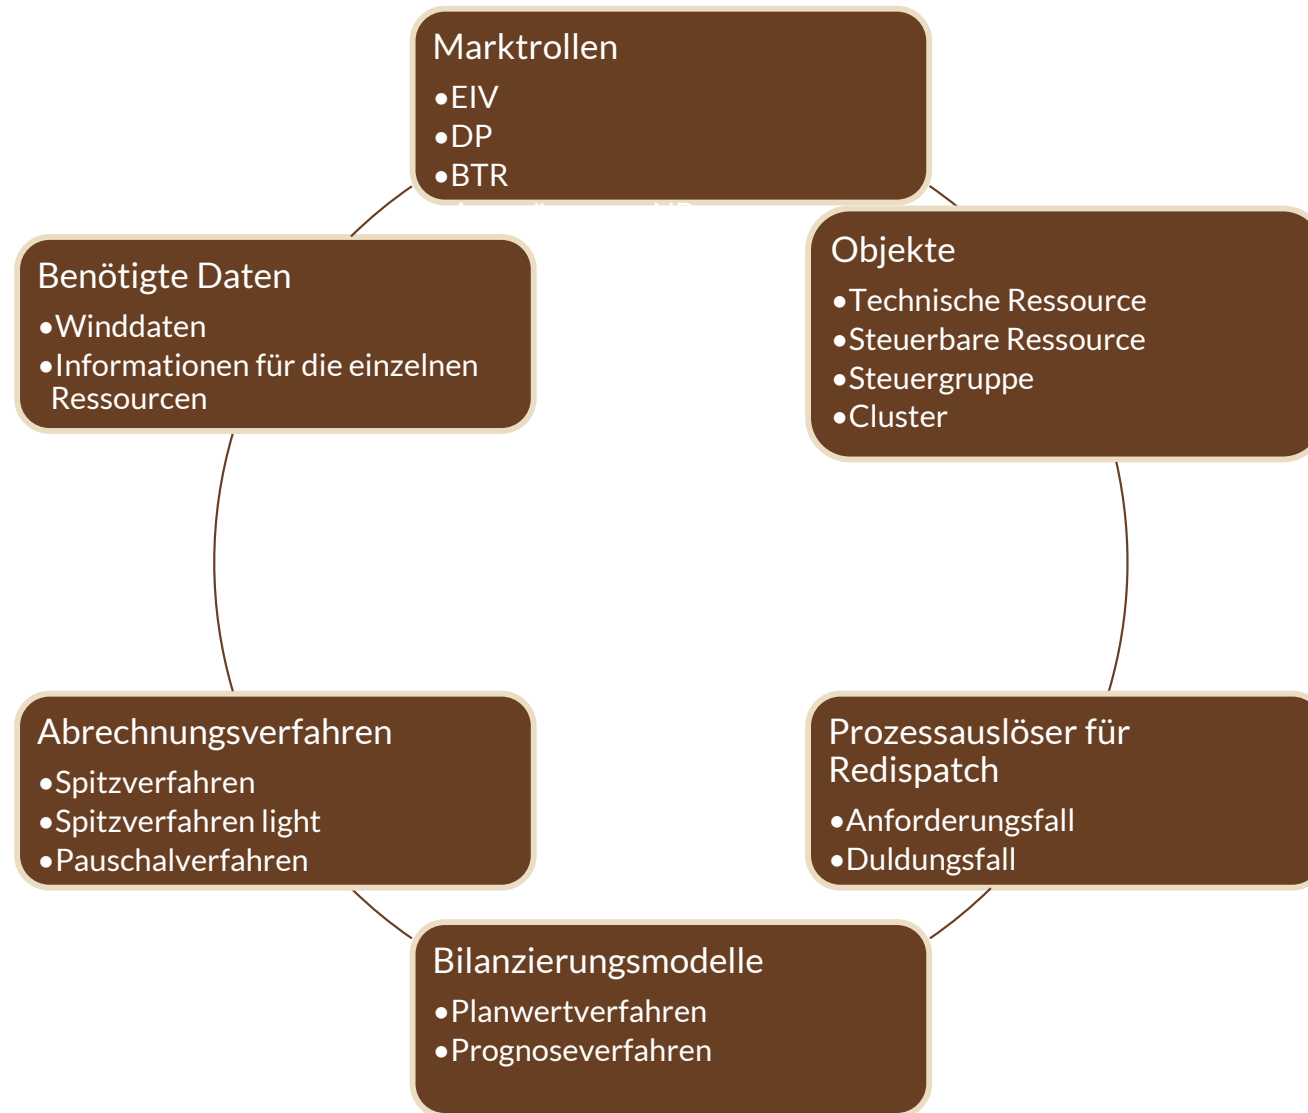 Marktrollen
•EIV
•DP
•BTR
Objekte
•Technische Ressource
•Steuerbare Ressource
•Steuergruppe
•Cluster
Prozessauslöser für
Redispatch
•Anforderungsfall
•Duldungsfall
Bilanzierungsmodelle
•Planwertverfahren
•Prognoseverfahren
Abrechnungsverfahren
•Spitzverfahren
•Spitzverfahren light
•Pauschalverfahren
Benötigte Daten
•Winddaten
•Informationen für die einzelnen
Ressourcen